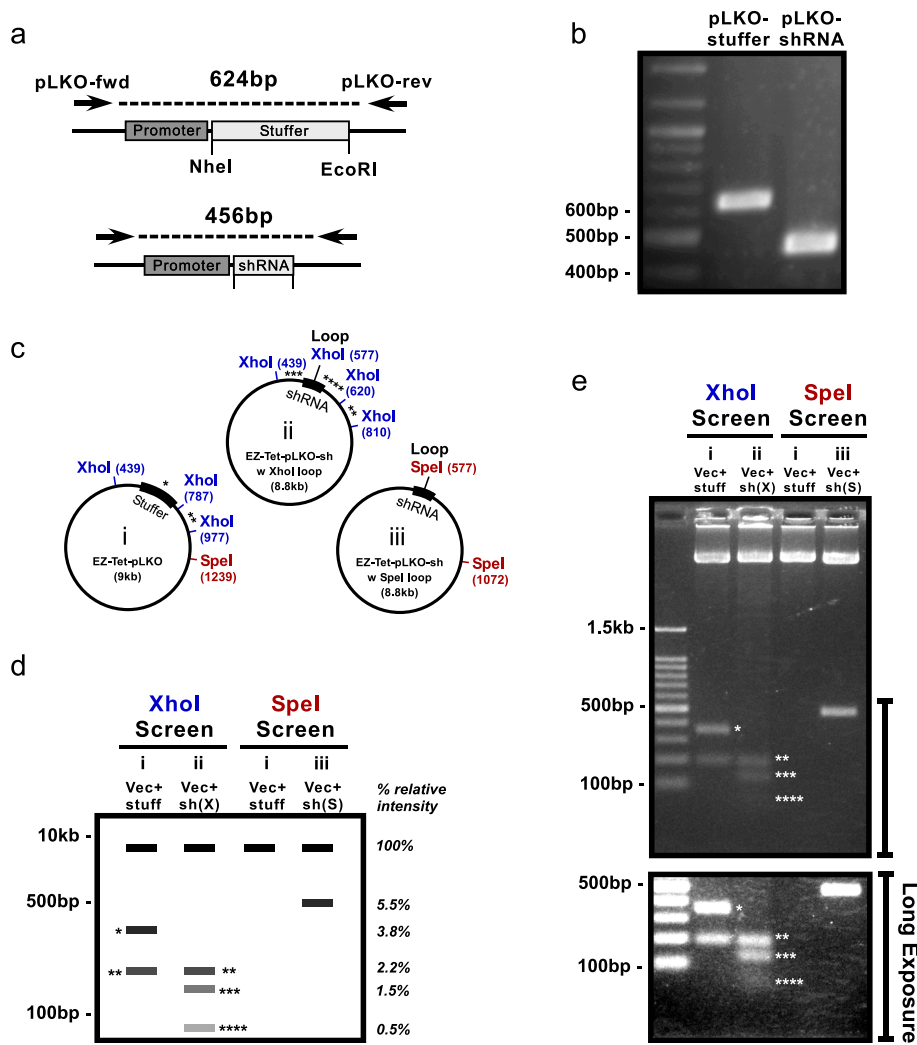 a
624bp
pLKO-fwd
pLKO-rev
Promoter
Stuffer
NheI
EcoRI
456bp
Promoter
shRNA
b
pLKO-
stuffer
pLKO-
shRNA
600bp -
500bp -
400bp -
c
XhoI (439)
*
XhoI
(787)
**
XhoI
(977)
SpeI
(1239)
Stuffer
i
EZ-Tet-pLKO
(9kb)
Loop
XhoI (577)
XhoI (439)
***
****
XhoI
(620)
**
XhoI
(810)
shRNA
ii
EZ-Tet-pLKO-sh
w XhoI loop
(8.8kb)
Loop
SpeI (577)
shRNA
iii
EZ-Tet-pLKO-sh
w SpeI loop
(8.8kb)
SpeI
(1072)
d
XhoI
Screen
SpeI
Screen
i
ii
i
iii
Vec+
stuff
Vec+
sh(X)
Vec+
stuff
Vec+
sh(S)
% relative
intensity
10kb -
500bp -
100bp -
100%
5.5%
* 3.8%
** ** 2.2%
*** 1.5%
**** 0.5%
e
XhoI
Screen
SpeI
Screen
i
ii
i
iii
Vec+
stuff
Vec+
sh(X)
Vec+
stuff
Vec+
sh(S)
1.5kb -
500bp -
100bp -
*
**
***
****
500bp -
100bp -
*
**
***
****
Long Exposure